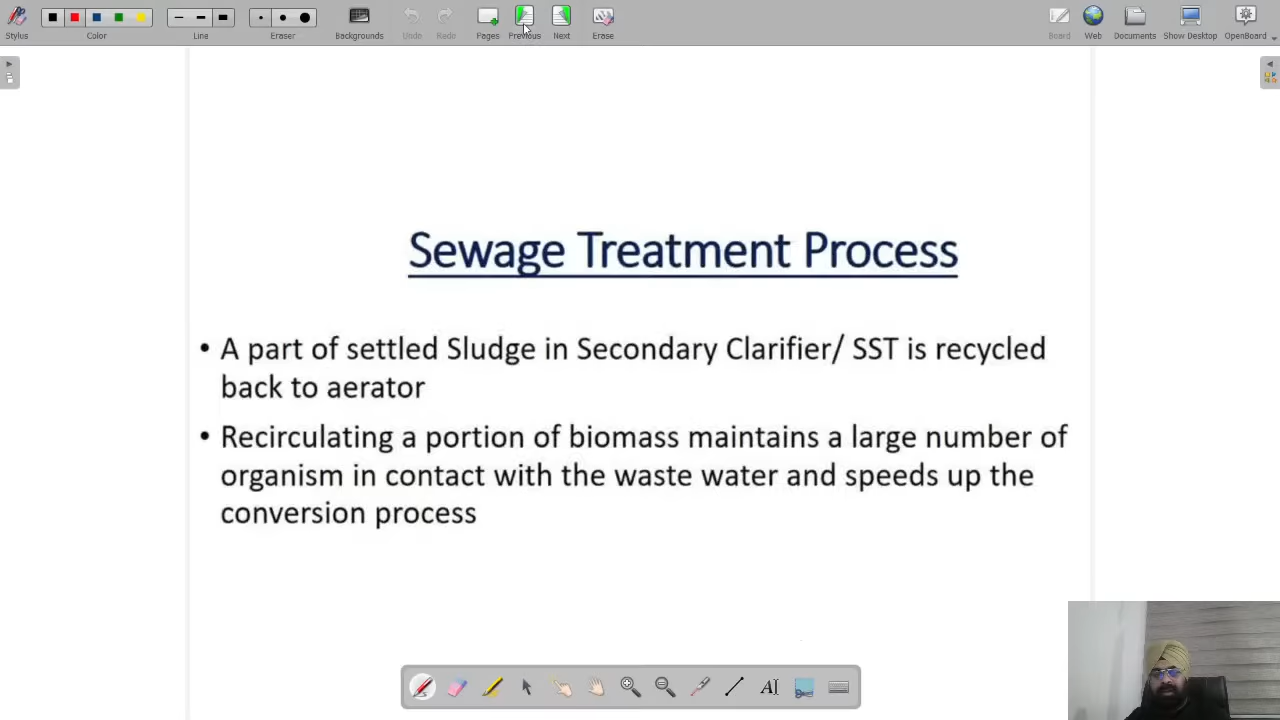 Stylus
Color
Line
Eraser
Backgrounds
Undo
Redo
Pages
Previous
Next
Erase
Board
Web
Documents
Show Desktop
OpenBoard
Sewage Treatment Process
• A part of settled Sludge in Secondary Clarifier/ SST is recycled
back to aerator
• Recirculating a portion of biomass maintains a large number of
organism in contact with the waste water and speeds up the
conversion process
AI